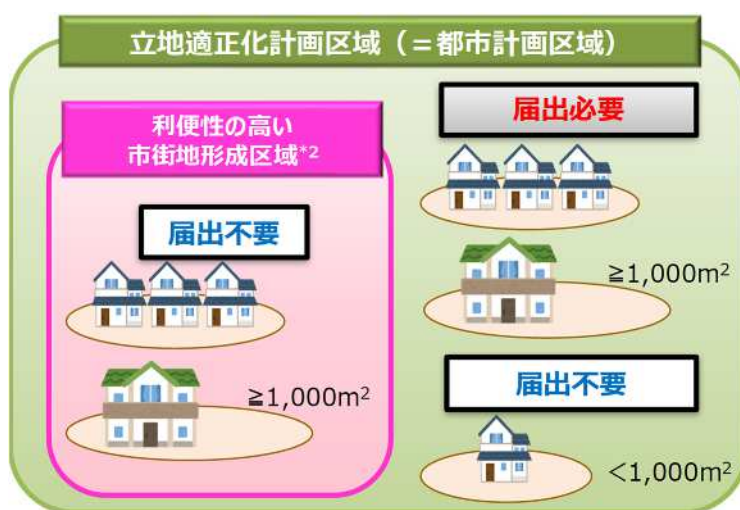 立地適正化計画区域（＝都市計画区域）
利便性の高い
市街地形成区域*2
届出不要
≧1,000m2
届出必要
≧1,000m2
届出不要
＜1,000m2